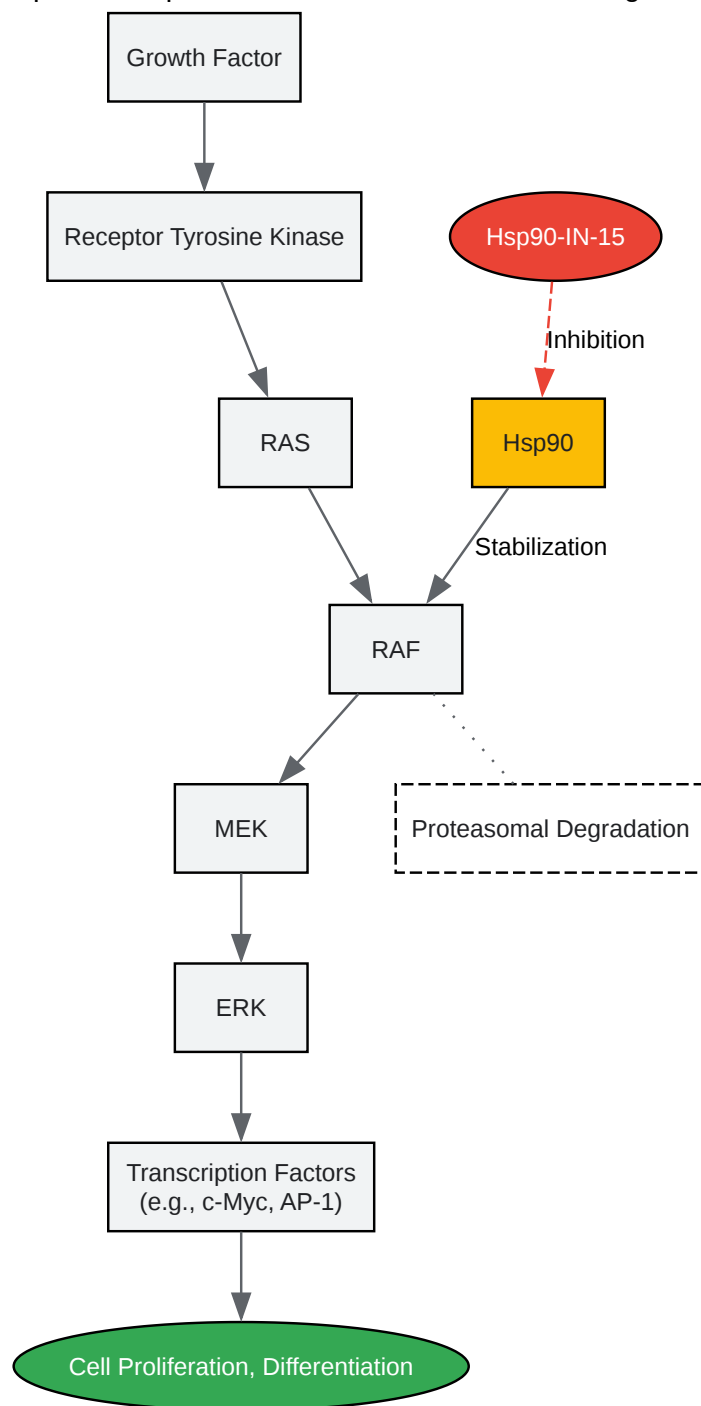 Growth Factor
Receptor Tyrosine Kinase
Hsp90-IN-15
Inhibition
RAS
Hsp90
Stabilization
RAF
MEK
Proteasomal Degradation
ERK
Transcription Factors
(e.g., c-Myc, AP-1)
Cell Proliferation, Differentiation